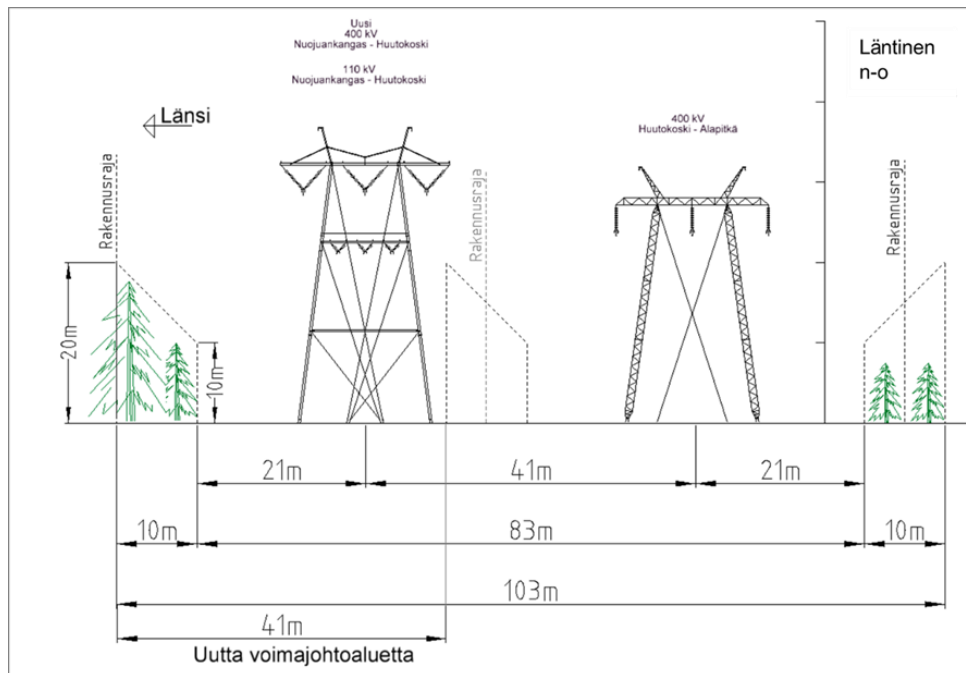 Uusi
400 kV
Nuojuankangas - Huutokoski
110 kV
Nuojuankangas - Huutokoski
Läntinen
n-o
Länsi
400 kV
Huutokoski - Alapitkä
Rakennusraja
Rakennusraja
Rakennusraja
20m
10m
21m
41m
21m
10m
83m
10m
103m
41m
Uutta voimajohtoaluetta